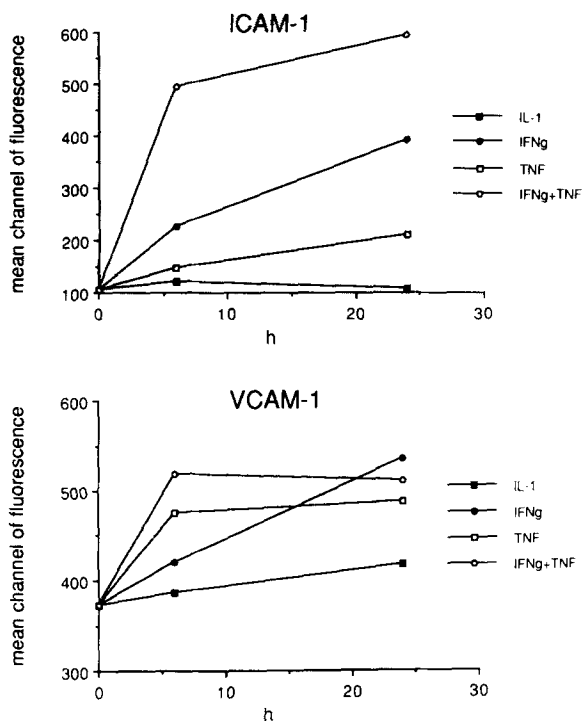 ICAM-1
mean channel of fluorescence
600
500
400
300
200
100
0
10
20
30
h
IL-1
IFNg
TNF
IFNg+TNF
VCAM-1
mean channel of fluorescence
600
500
400
300
0
10
20
30
h
IL-1
IFNg
TNF
IFNg+TNF